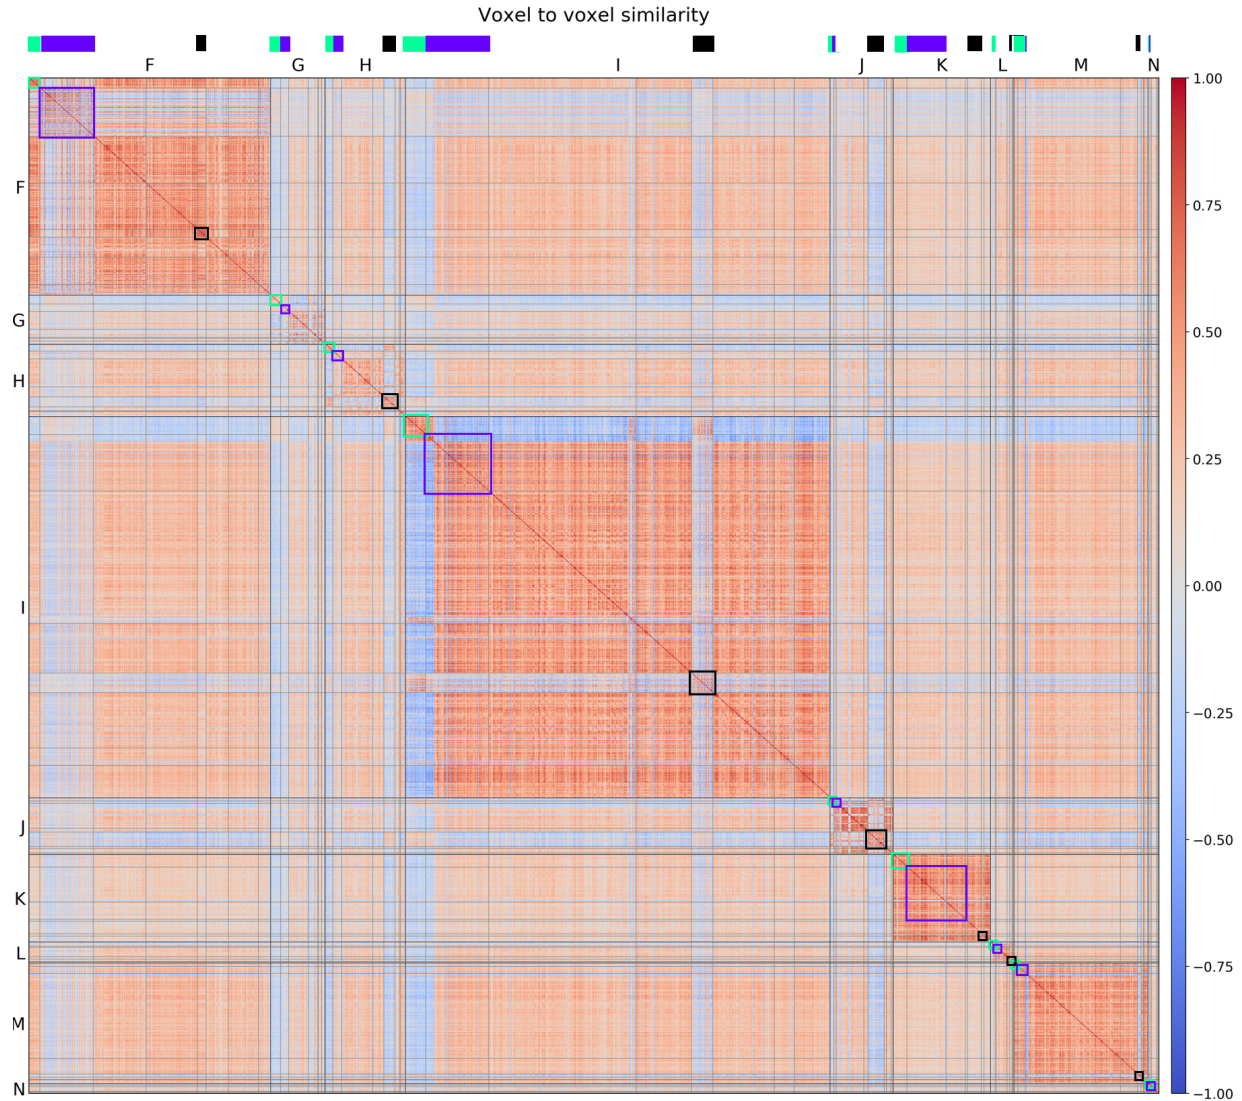 Voxel to voxel similarity
F G H I J K L M N
F
G
H
I
J
K
L
M
N
1.00
0.75
0.50
0.25
0.00
−0.25
−0.50
−0.75
−1.00